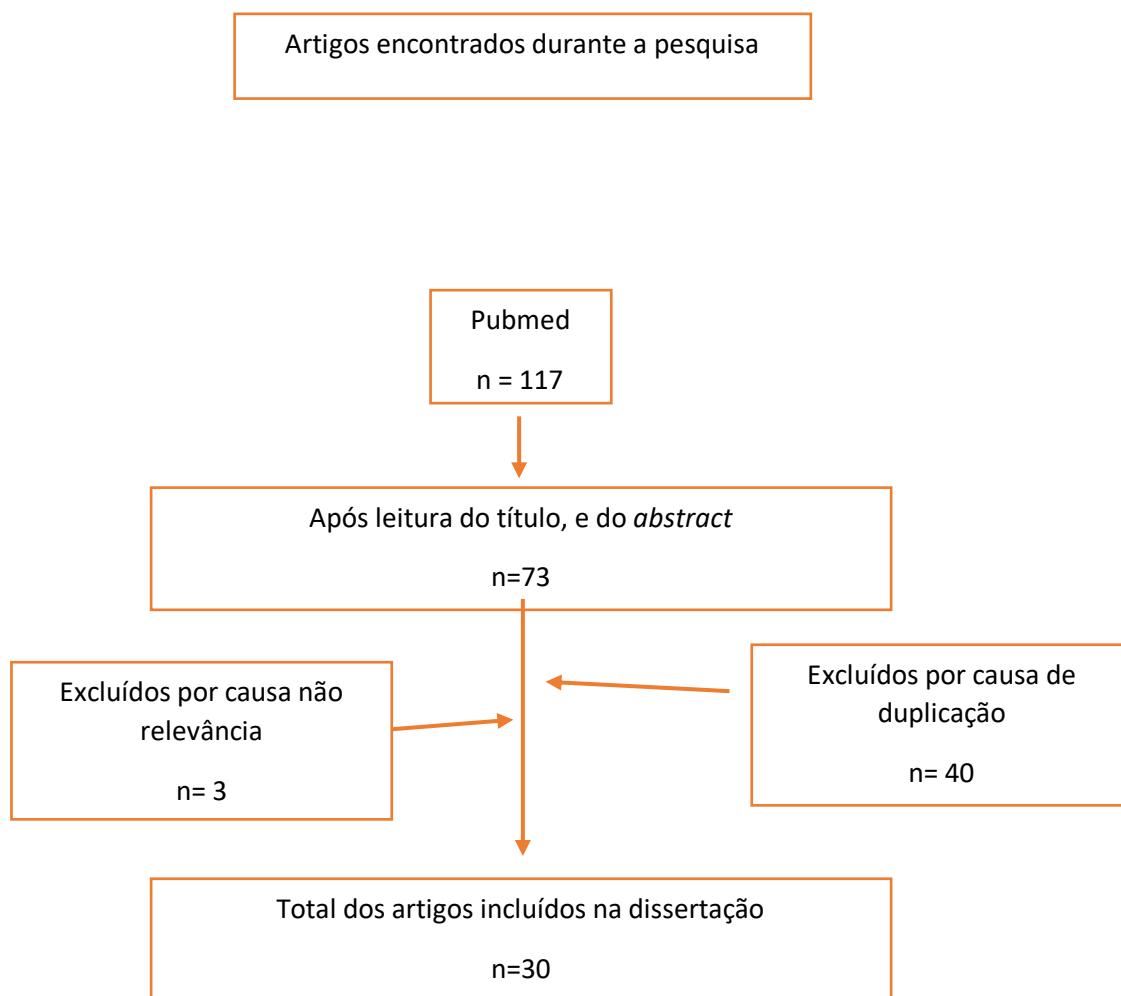 Artigos encontrados durante a pesquisa
Pubmed
n = 117
Após leitura do título, e do abstract
n=73
Excluídos por causa não
relevância
n= 3
Excluídos por causa de
duplicação
n= 40
Total dos artigos incluídos na dissertação
n=30